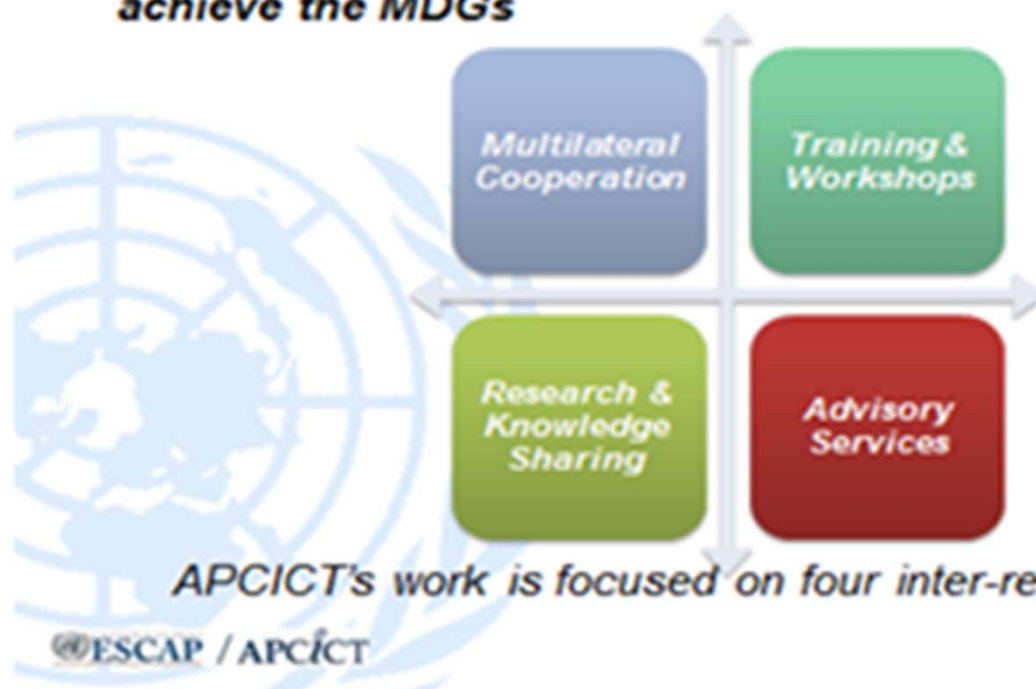 achieve the MDGs
Multilateral
Cooperation
Training &
Workshops
Research &
Knowledge
Sharing
Advisory
Services
APCICT's work is focused on four inter-re
ESCAP / APCICT